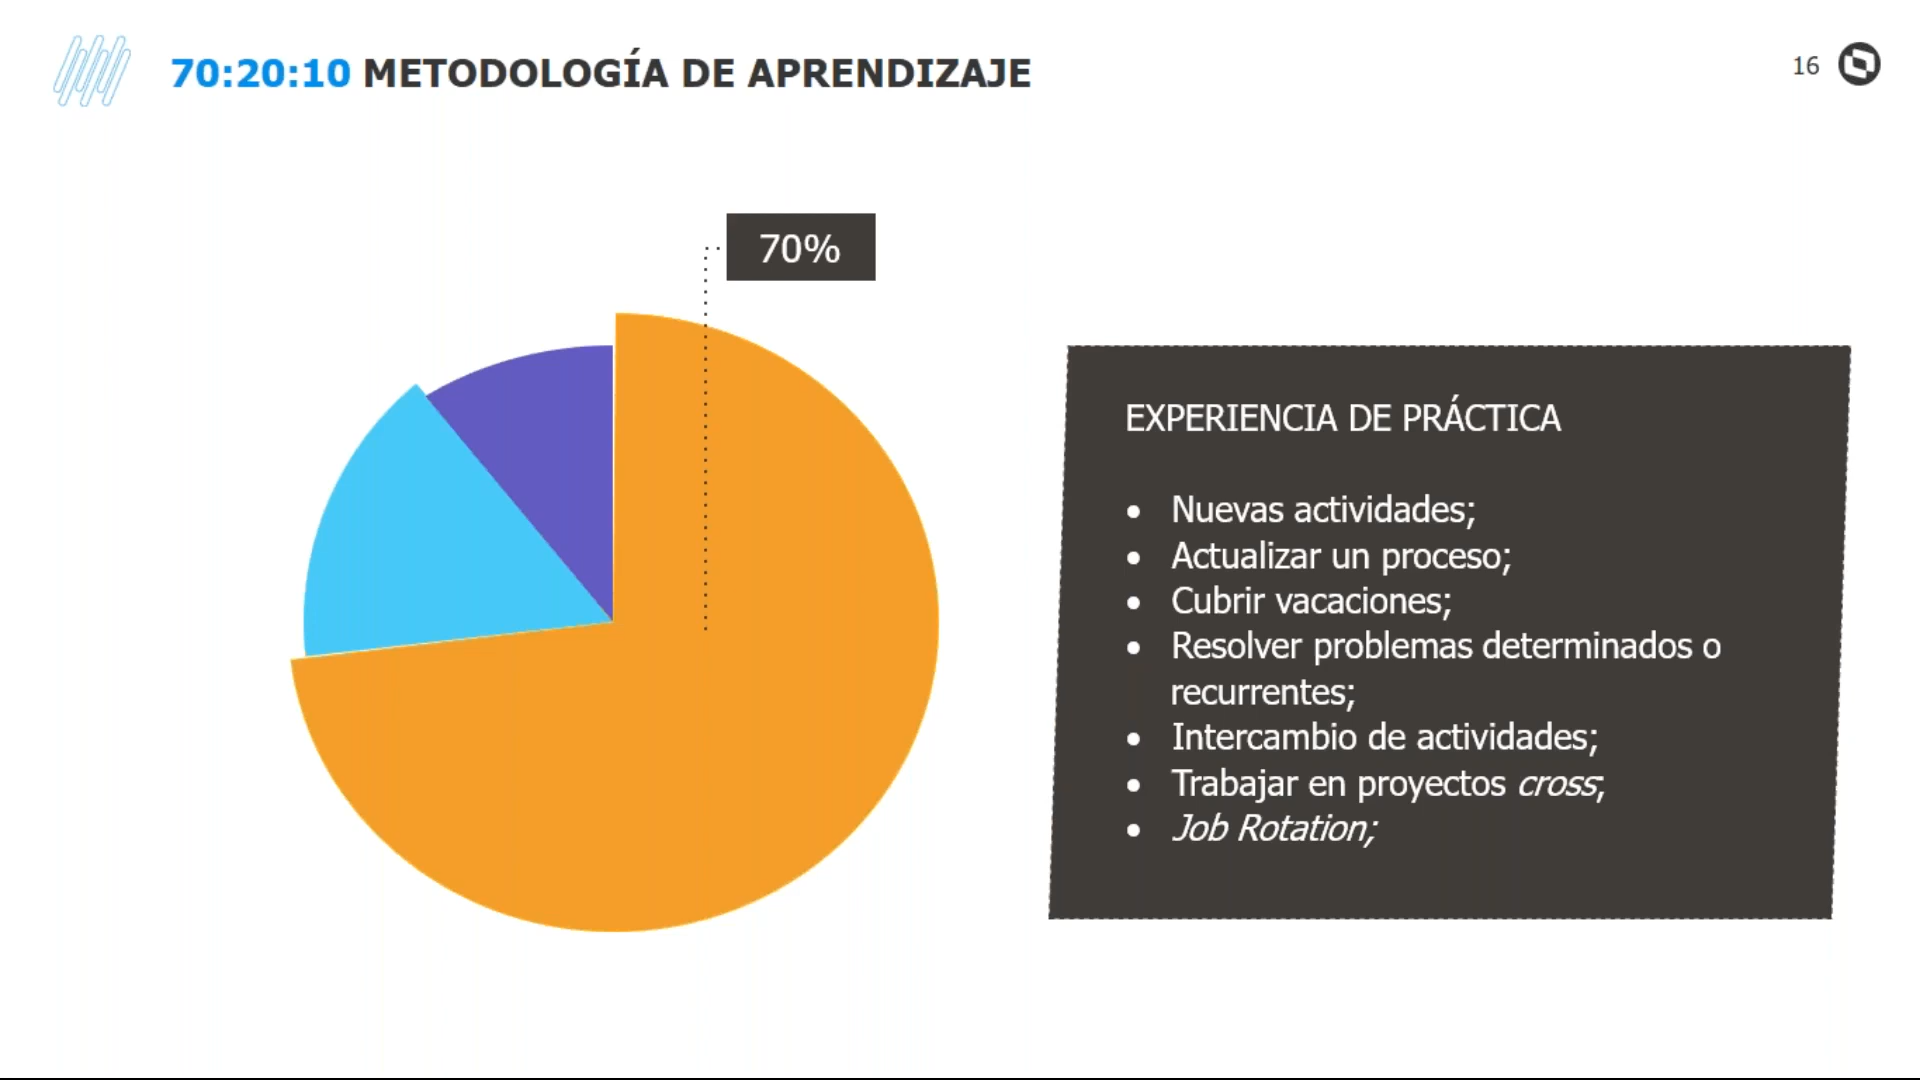 70:20:10 METODOLOGÍA DE APRENDIZAJE
16
70%
EXPERIENCIA DE PRÁCTICA
• Nuevas actividades;
• Actualizar un proceso;
• Cubrir vacaciones;
• Resolver problemas determinados o
recurrentes;
• Intercambio de actividades;
• Trabajar en proyectos cross;
• Job Rotation;